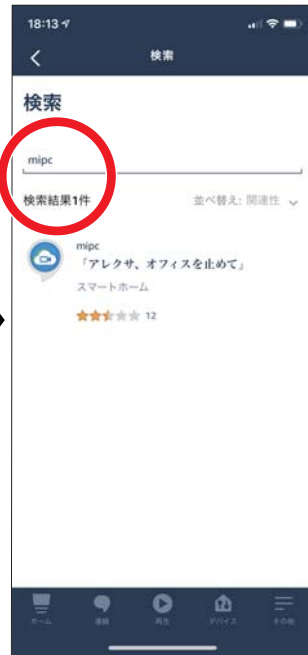 18:13
検索
検索
mipc
検索結果1件
並べ替え: 関連性
mipc
「アレクサ、オフィスを止めて」
スマートホーム
12
ホーム
連絡
再生
デバイス
その他